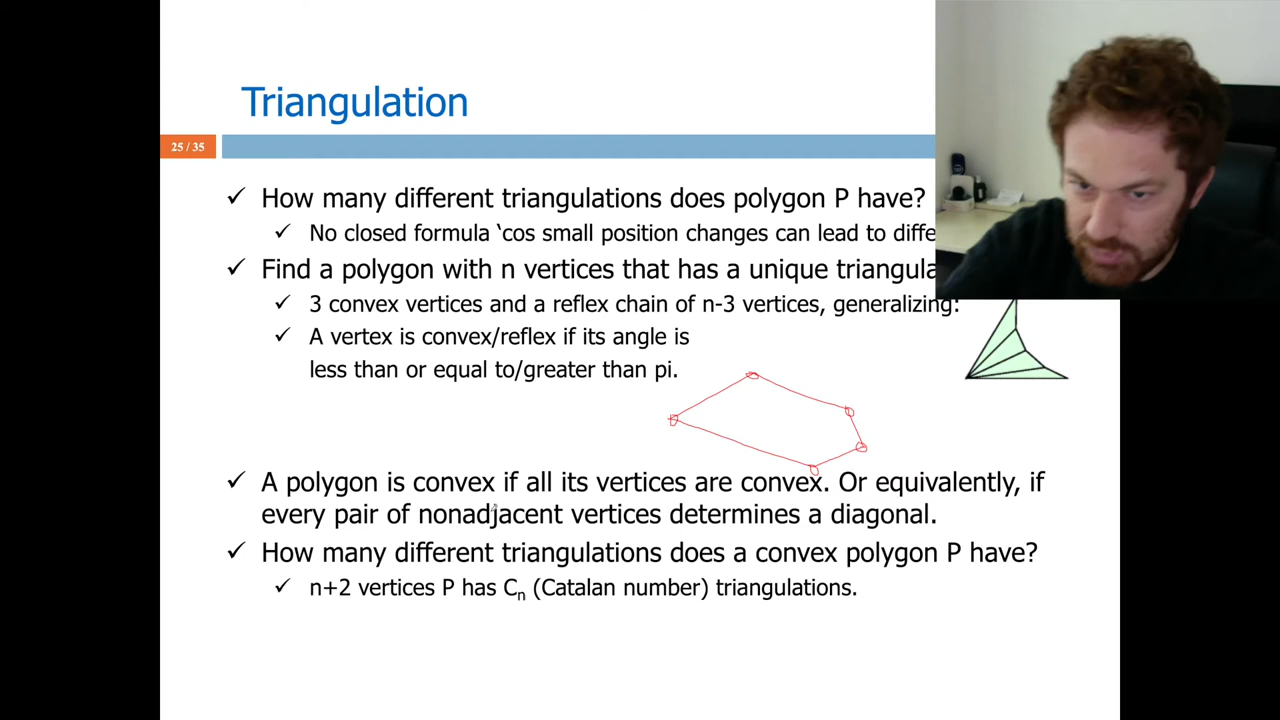 Triangulation
25 / 35
✓ How many different triangulations does polygon P have?
✓ No closed formula ‘cos small position changes can lead to
✓ Find a polygon with n vertices that has a unique
✓ 3 convex vertices and a reflex chain of n-3 vertices, generalizing:
✓ A vertex is convex/reflex if its angle is
less than or equal to/greater than pi.
✓ A polygon is convex if all its vertices are convex. Or equivalently, if
every pair of nonadjacent vertices determines a diagonal.
✓ How many different triangulations does a convex polygon P have?
✓ n+2 vertices P has Cₙ (Catalan number) triangulations.